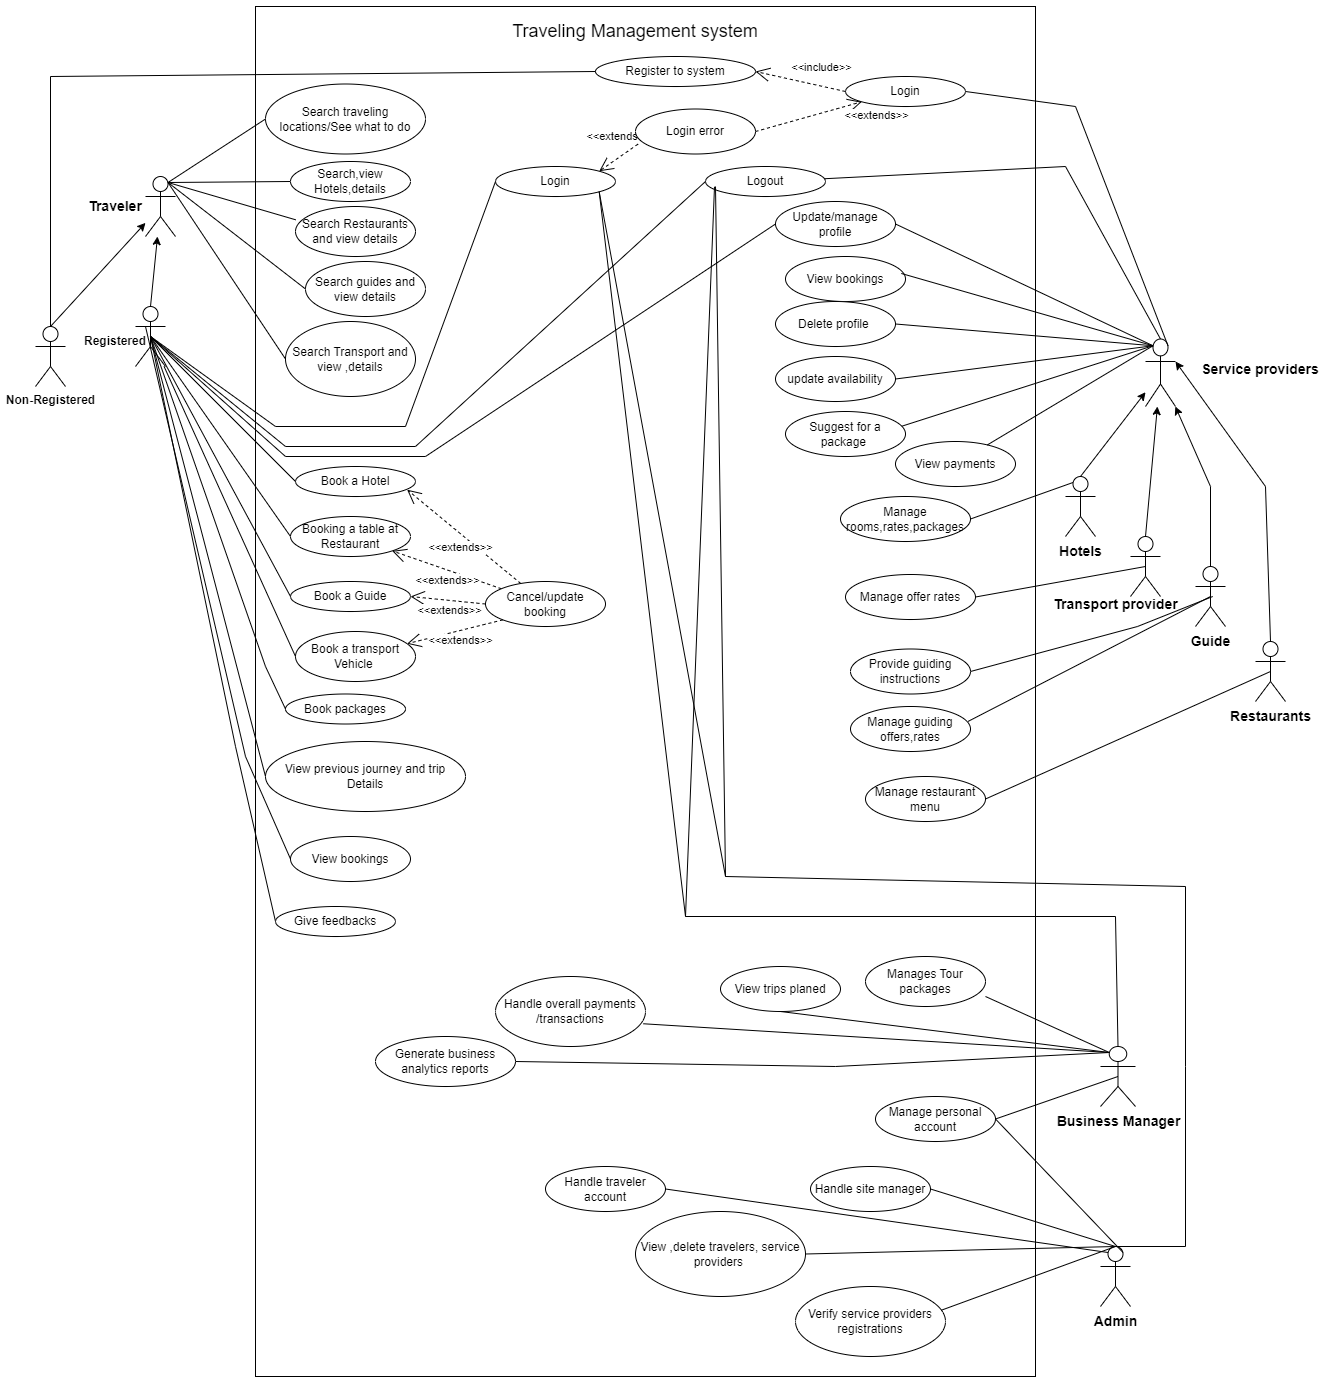 Traveling Management system
Register to system
<<include>>
Login
Search traveling
locations/See what to do
Login error
<<extends>>
<<extends
Search,view
Hotels,details
Login
Logout
Traveler
Search Restaurants
and view details
Update/manage
profile
Search guides and
view details
View bookings
Delete profile
Registered
Search Transport and
view ,details
Non-Registered
update availability
Service providers
Suggest for a
package
View payments
Book a Hotel
Manage
rooms,rates,packages
Booking a table at
Restaurant
<<extends>>
Hotels
<<extends>>
Book a Guide
Cancel/update
booking
<<extends>>
Manage offer rates
Transport provider
<<extends>>
Guide
Book a transport
Vehicle
Provide guiding
instructions
Book packages
Manage guiding
offers,rates
Restaurants
View previous journey and trip
Details
Manage restaurant
menu
View bookings
Give feedbacks
Manages Tour
packages
View trips planed
Handle overall payments
/transactions
Generate business
analytics reports
Manage personal
account
Business Manager
Handle traveler
account
Handle site manager
View ,delete travelers, service
providers
Verify service providers
registrations
Admin